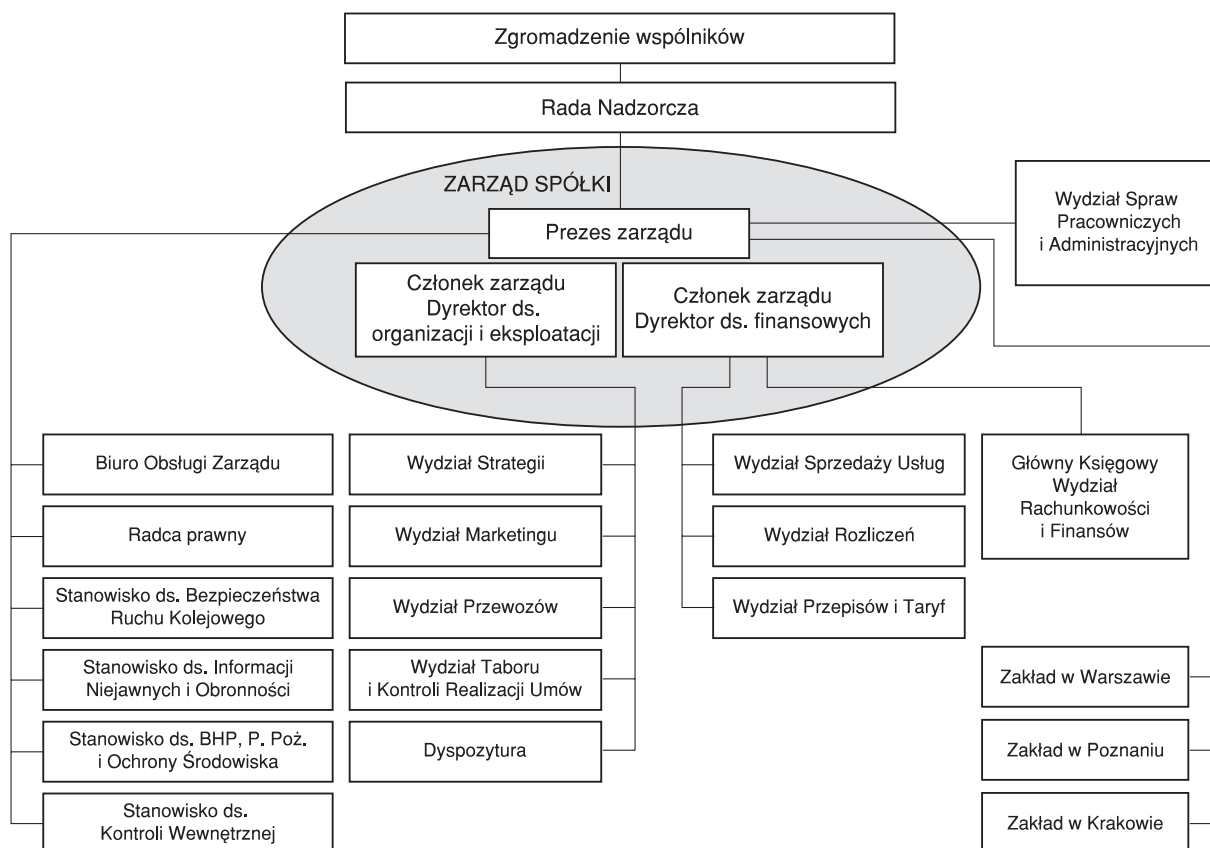 Zgromadzenie wspólników
Rada Nadzorcza
ZARZĄD SPÓŁKI
Prezes zarządu
Członek zarządu
Dyrektor ds.
organizacji i eksploatacji
Członek zarządu
Dyrektor ds. finansowych
Wydział Spraw
Pracowniczych
i Administracyjnych
Biuro Obsługi Zarządu
Radca prawny
Stanowisko ds. Bezpieczeństwa
Ruchu Kolejowego
Stanowisko ds. Informacji
Niejawnych i Obronności
Stanowisko ds. BHP, P. Poż.
i Ochrony Środowiska
Stanowisko ds.
Kontroli Wewnętrznej
Wydział Strategii
Wydział Marketingu
Wydział Przewozów
Wydział Taboru
i Kontroli Realizacji Umów
Dyspozytura
Wydział Sprzedaży Usług
Wydział Rozliczeń
Wydział Przepisów i Taryf
Główny Księgowy
Wydział
Rachunkowości
i Finansów
Zakład w Warszawie
Zakład w Poznaniu
Zakład w Krakowie